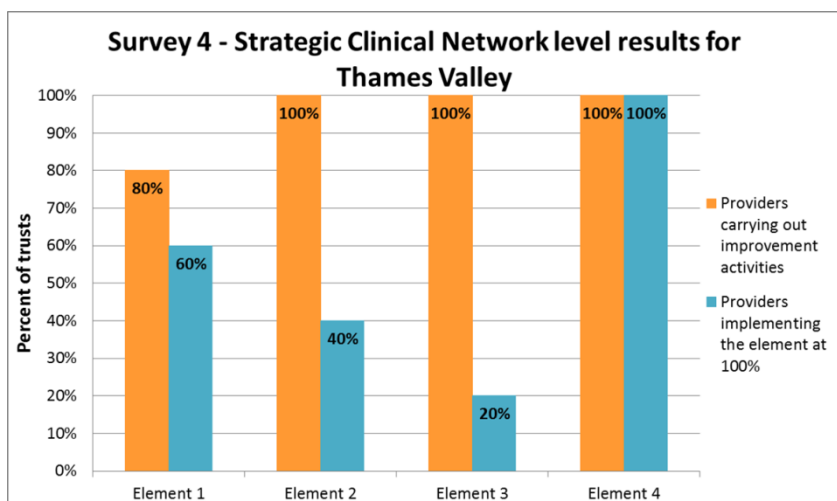 Survey 4 - Strategic Clinical Network level results for
Thames Valley
100%
90%
80%
70%
60%
50%
40%
30%
20%
10%
0%
Percent of trusts
80%
60%
100%
40%
100%
20%
100%
100%
Element 1
Element 2
Element 3
Element 4
Providers
carrying out
improvement
activities
Providers
implementing
the element at
100%